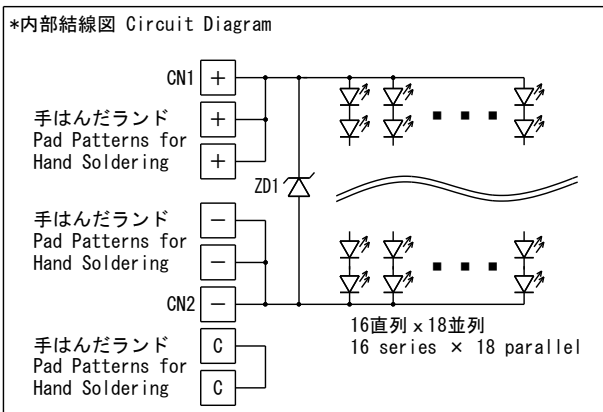 *内部結線図 Circuit Diagram
CN1
+
手はんだランド
Pad Patterns for
Hand Soldering
+
+
ZD1
手はんだランド
Pad Patterns for
Hand Soldering
−
−
CN2
−
16直列x18並列
16 series × 18 parallel
手はんだランド
Pad Patterns for
Hand Soldering
C
C